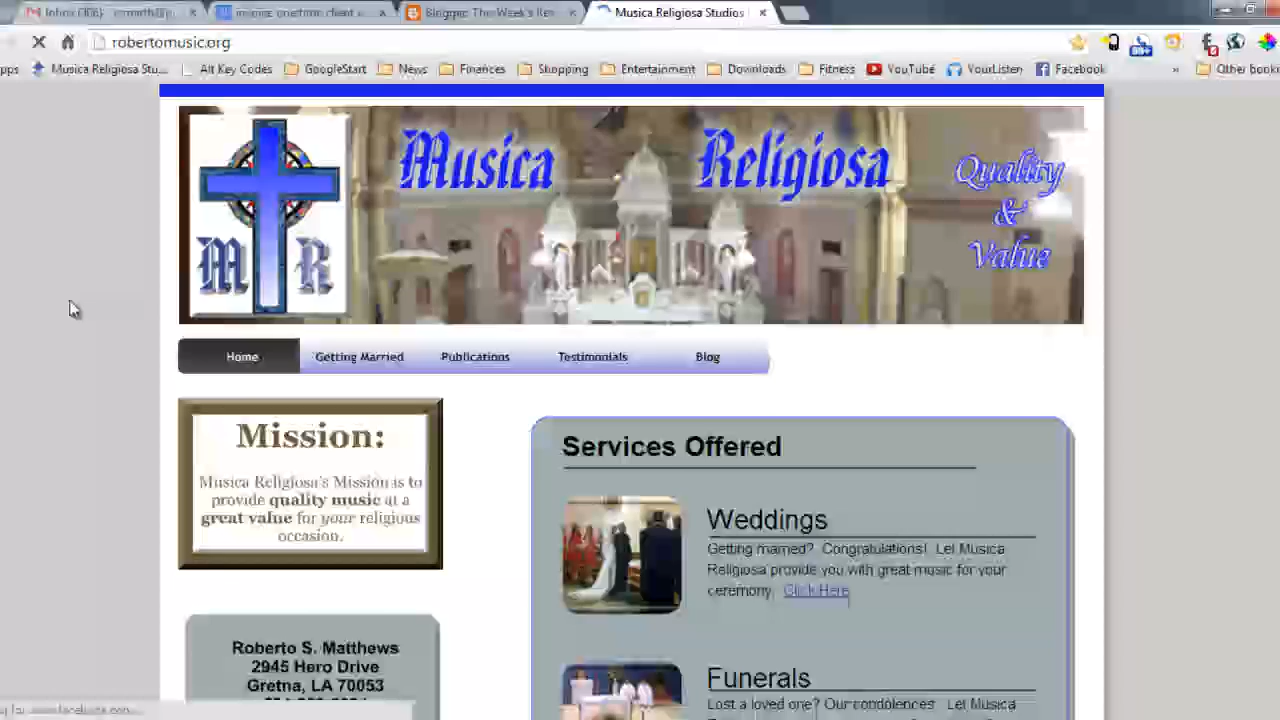 Musica Religiosa Studios
robertomusic.org
Musica Religiosa Stu...
Alt Key Codes
GoogleStart
News
Finances
Shopping
Entertainment
Downloads
Fitness
YouTube
YourListen
Facebook
»
Other bookm
Musica Religiosa
Quality
&
Value
M R
Home Getting Married Publications Testimonials Blog
Mission:
Musica Religiosa's Mission is to
provide quality music at a
great value for your religious
occasion.
Roberto S. Matthews
2945 Hero Drive
Gretna, LA 70053
Services Offered
Weddings
Getting married? Congratulations! Let Musica
Religiosa provide you with great music for your
ceremony. Click Here
Funerals
Lost a loved one? Our condolences. Let Musica